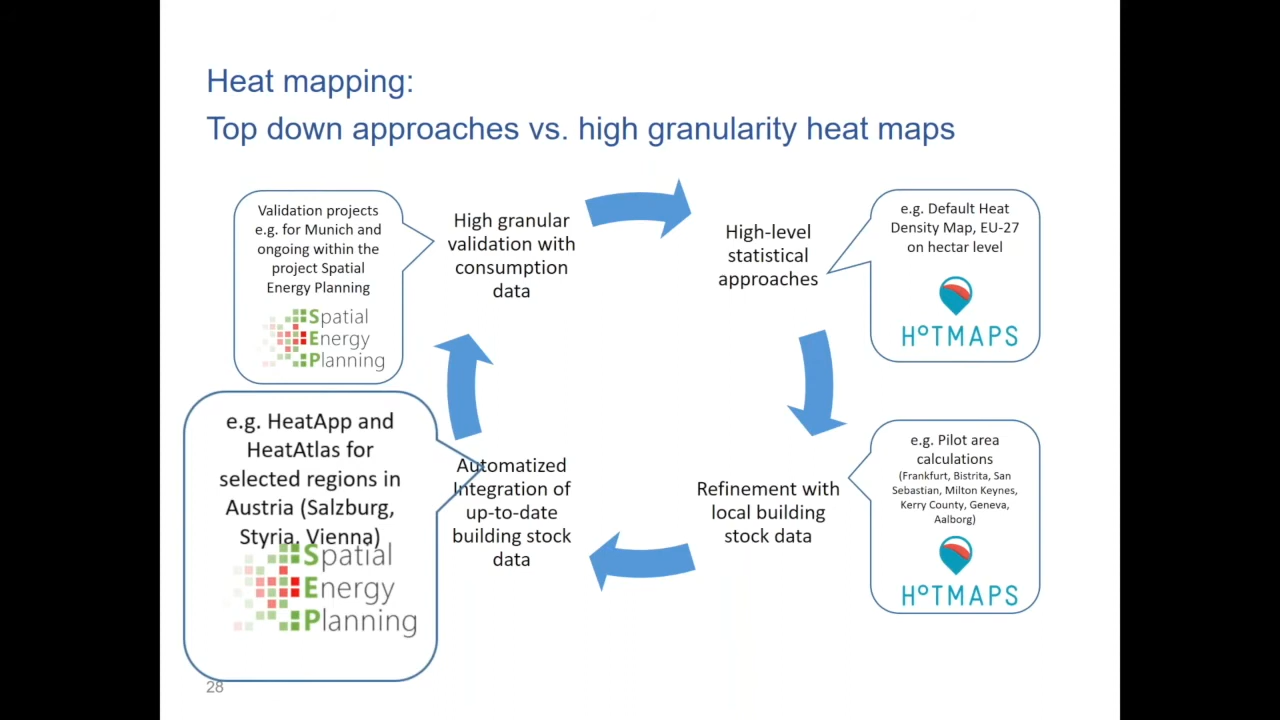 Heat mapping:
Top down approaches vs. high granularity heat maps
Validation projects
e.g. for Munich and
ongoing within the
project Spatial
Energy Planning
Spatial
Energy
Planning
High granular
validation with
consumption
data
High-level
statistical
approaches
e.g. Default Heat
Density Map, EU-27
on hectar level
HOTMAPS
e.g. HeatApp and
HeatAtlas for
selected regions in
Austria (Salzburg,
Styria, Vienna)
Spatial
Energy
Planning
Automatized
Integration of
up-to-date
building stock
data
Refinement with
local building
stock data
e.g. Pilot area
calculations
(Frankfurt, Bistrita, San
Sebastian, Milton Keynes,
Kerry County, Geneva,
Aalborg)
HOTMAPS
28